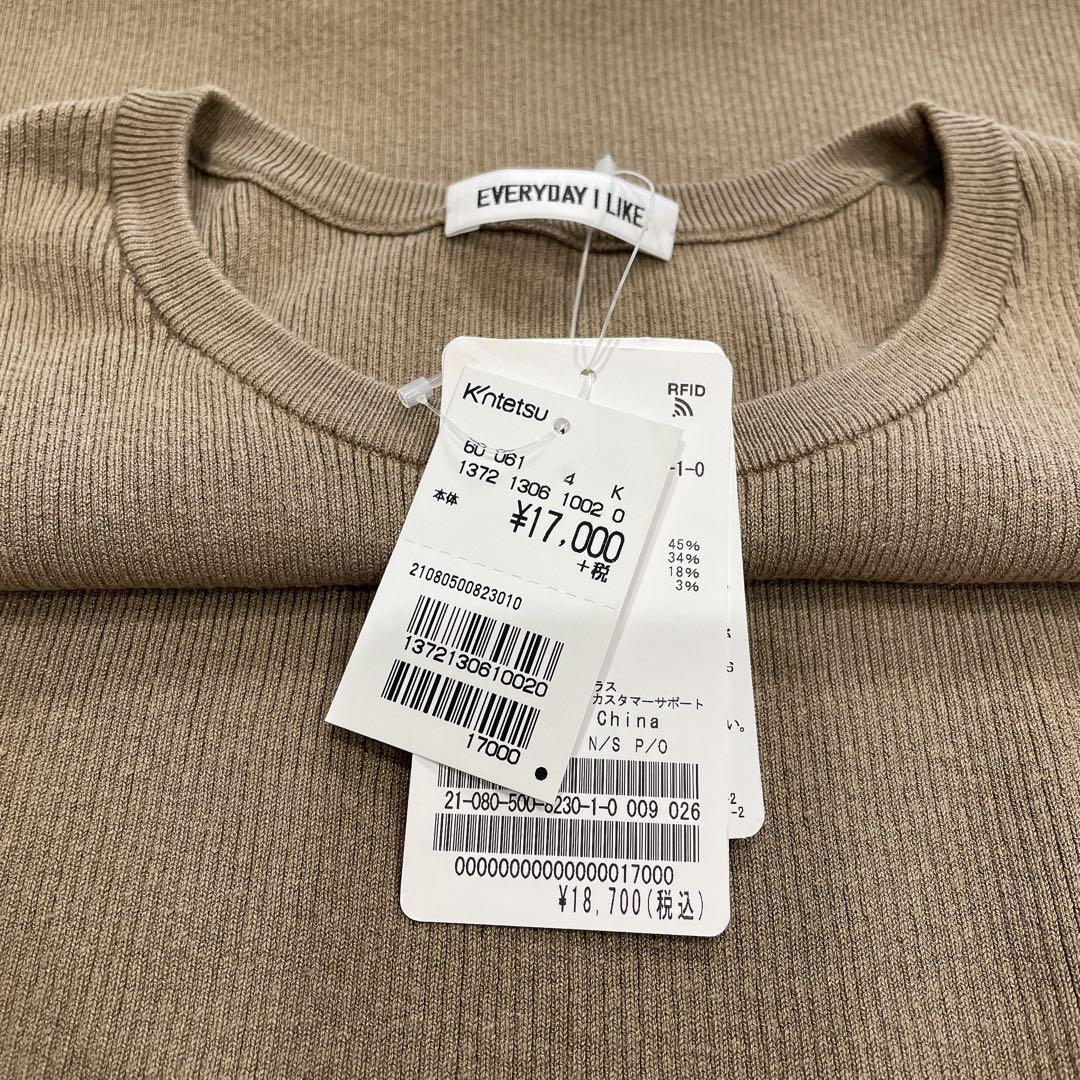 EVERYDAY I LIKE
Kintetsu
60 061 4 K
1372 1306 1002 0
本体
¥17,000
+税
21080500823010
1372130610020
17000
RFID
-1-0
45%
34%
18%
3%
ラス
カスタマーサポート
China
い。
N/S P/O
21-080-500-8230-1-0 009 026
00000000000000017000
¥18,700(税込)
-2